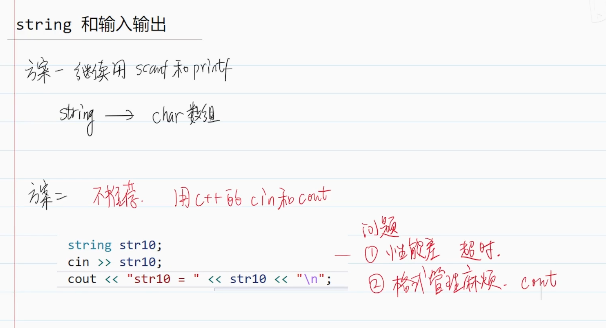 string 和输入输出
方案一 继续用 scanf 和 printf
string → char 数组
方案二 不推荐. 用 c++ 的 cin 和 cout
string str10;
cin >> str10;
cout << "str10 = " << str10 << "\n";
问题
① 性能差 超时.
② 格式管理麻烦. cout